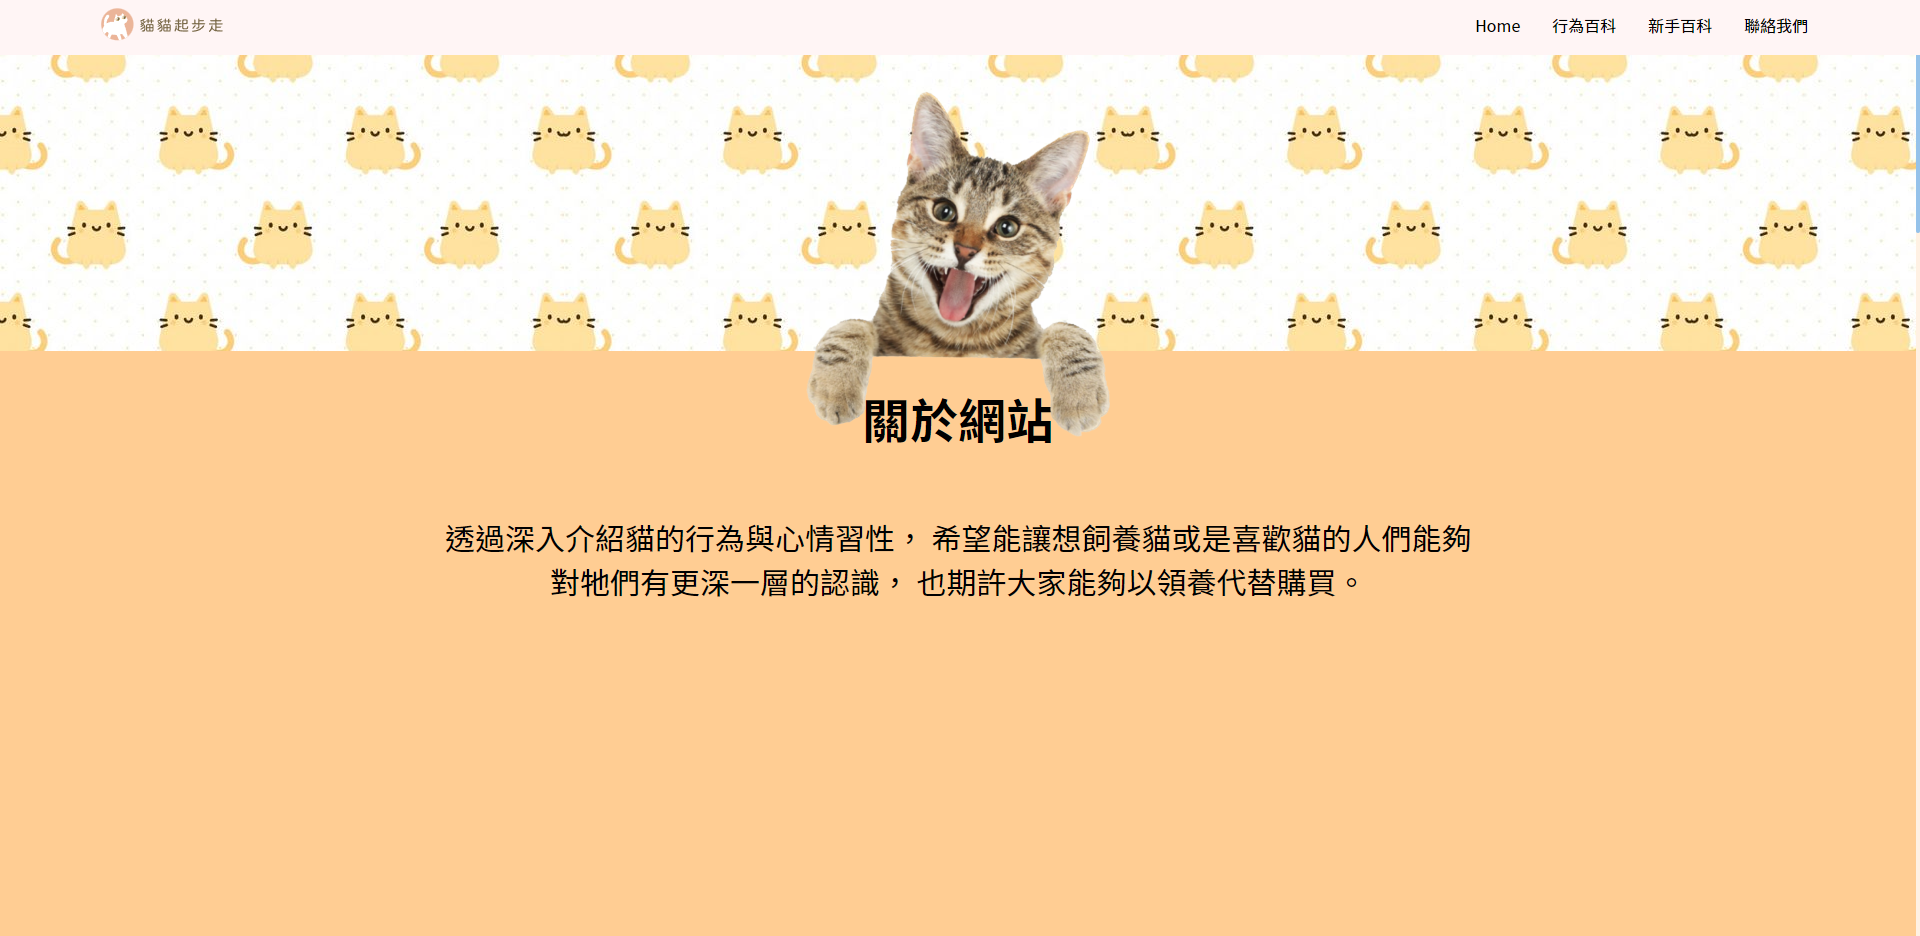 貓貓起步走
Home
行為百科
新手百科
聯絡我們
關於網站
透過深入介紹貓的行為與心情習性， 希望能讓想飼養貓或是喜歡貓的人們能夠
對牠們有更深一層的認識， 也期許大家能夠以領養代替購買。